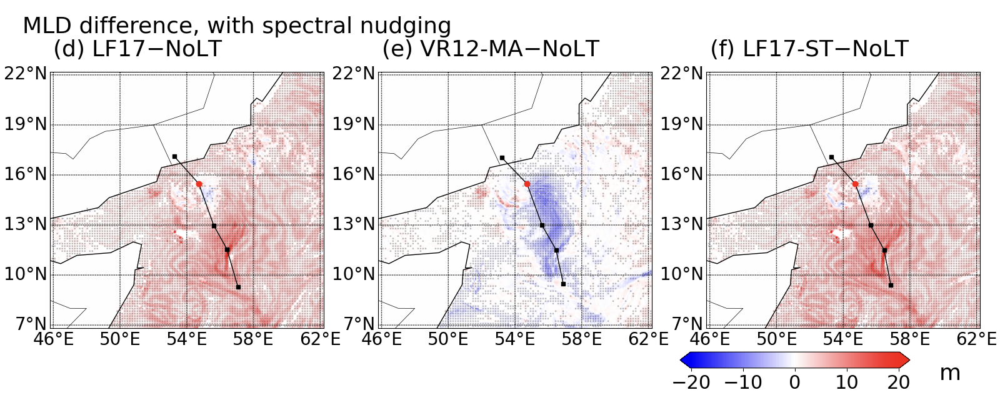 MLD difference, with spectral nudging
(d) LF17−NoLT
(e) VR12-MA−NoLT
(f) LF17-ST−NoLT
22°N
19°N
16°N
13°N
10°N
7°N
46°E 50°E 54°E 58°E 62°E
22°N
19°N
16°N
13°N
10°N
7°N
46°E 50°E 54°E 58°E 62°E
22°N
19°N
16°N
13°N
10°N
7°N
46°E 50°E 54°E 58°E 62°E
−20 −10 0 10 20
m